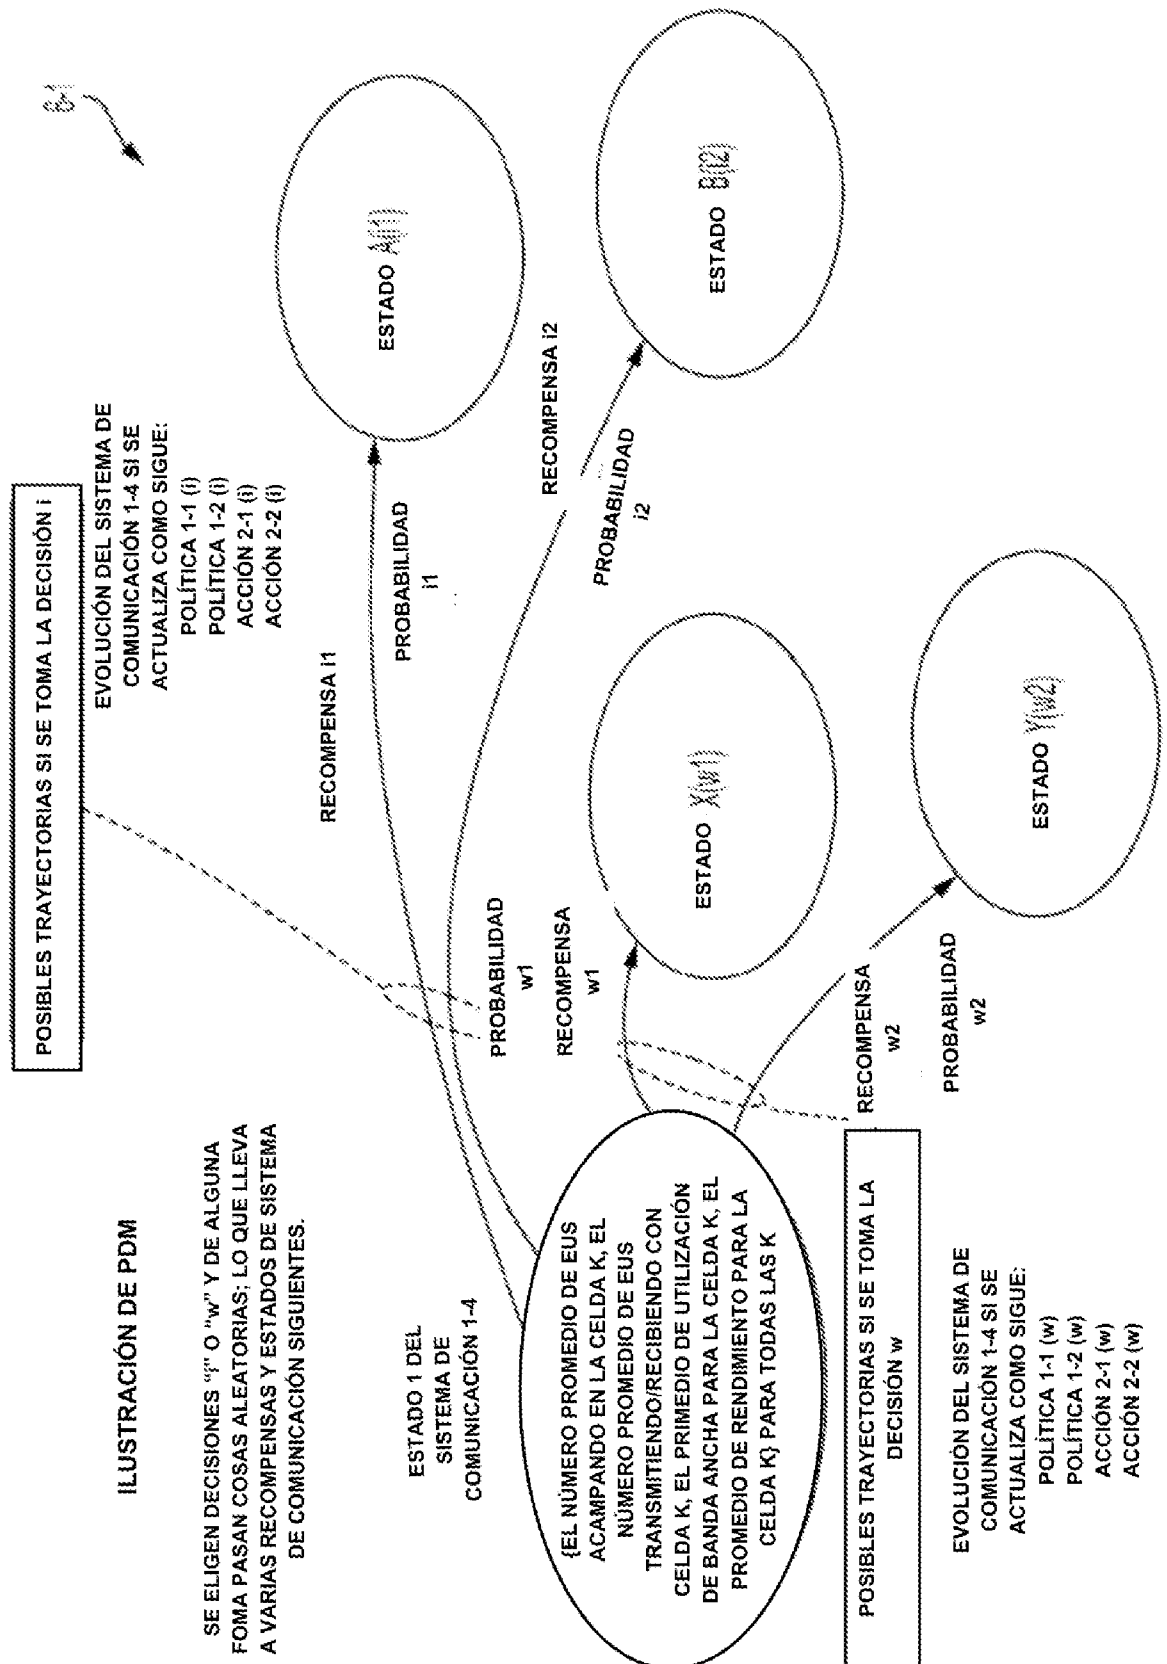 6-1
ILUSTRACIÓN DE PDM
SE ELIGEN DECISIONES "i" O "w" Y DE ALGUNA
FOMA PASAN COSAS ALEATORIAS; LO QUE LLEVA
A VARIAS RECOMPENSAS Y ESTADOS DE SISTEMA
DE COMUNICACIÓN SIGUIENTES.
POSIBLES TRAYECTORIAS SI SE TOMA LA DECISIÓN i
EVOLUCIÓN DEL SISTEMA DE
COMUNICACIÓN 1-4 SI SE
ACTUALIZA COMO SIGUE:
POLÍTICA 1-1 (i)
POLÍTICA 1-2 (i)
ACCIÓN 2-1 (i)
ACCIÓN 2-2 (i)
ESTADO 1 DEL
SISTEMA DE
COMUNICACIÓN 1-4
{EL NÚMERO PROMEDIO DE EUS
ACAMPANDO EN LA CELDA K, EL
NÚMERO PROMEDIO DE EUS
TRANSMITIENDO/RECIBIENDO CON
CELDA K, EL PRIMEDIO DE UTILIZACIÓN
DE BANDA ANCHA PARA LA CELDA K, EL
PROMEDIO DE RENDIMIENTO PARA LA
CELDA K} PARA TODAS LAS K
RECOMPENSA i1
PROBABILIDAD
i1
ESTADO A(i1)
RECOMPENSA i2
PROBABILIDAD
i2
ESTADO B(i2)
PROBABILIDAD
w1
RECOMPENSA
w1
ESTADO X(w1)
RECOMPENSA
w2
PROBABILIDAD
w2
ESTADO Y(w2)
POSIBLES TRAYECTORIAS SI SE TOMA LA
DECISIÓN w
EVOLUCIÓN DEL SISTEMA DE
COMUNICACIÓN 1-4 SI SE
ACTUALIZA COMO SIGUE:
POLÍTICA 1-1 (w)
POLÍTICA 1-2 (w)
ACCIÓN 2-1 (w)
ACCIÓN 2-2 (w)